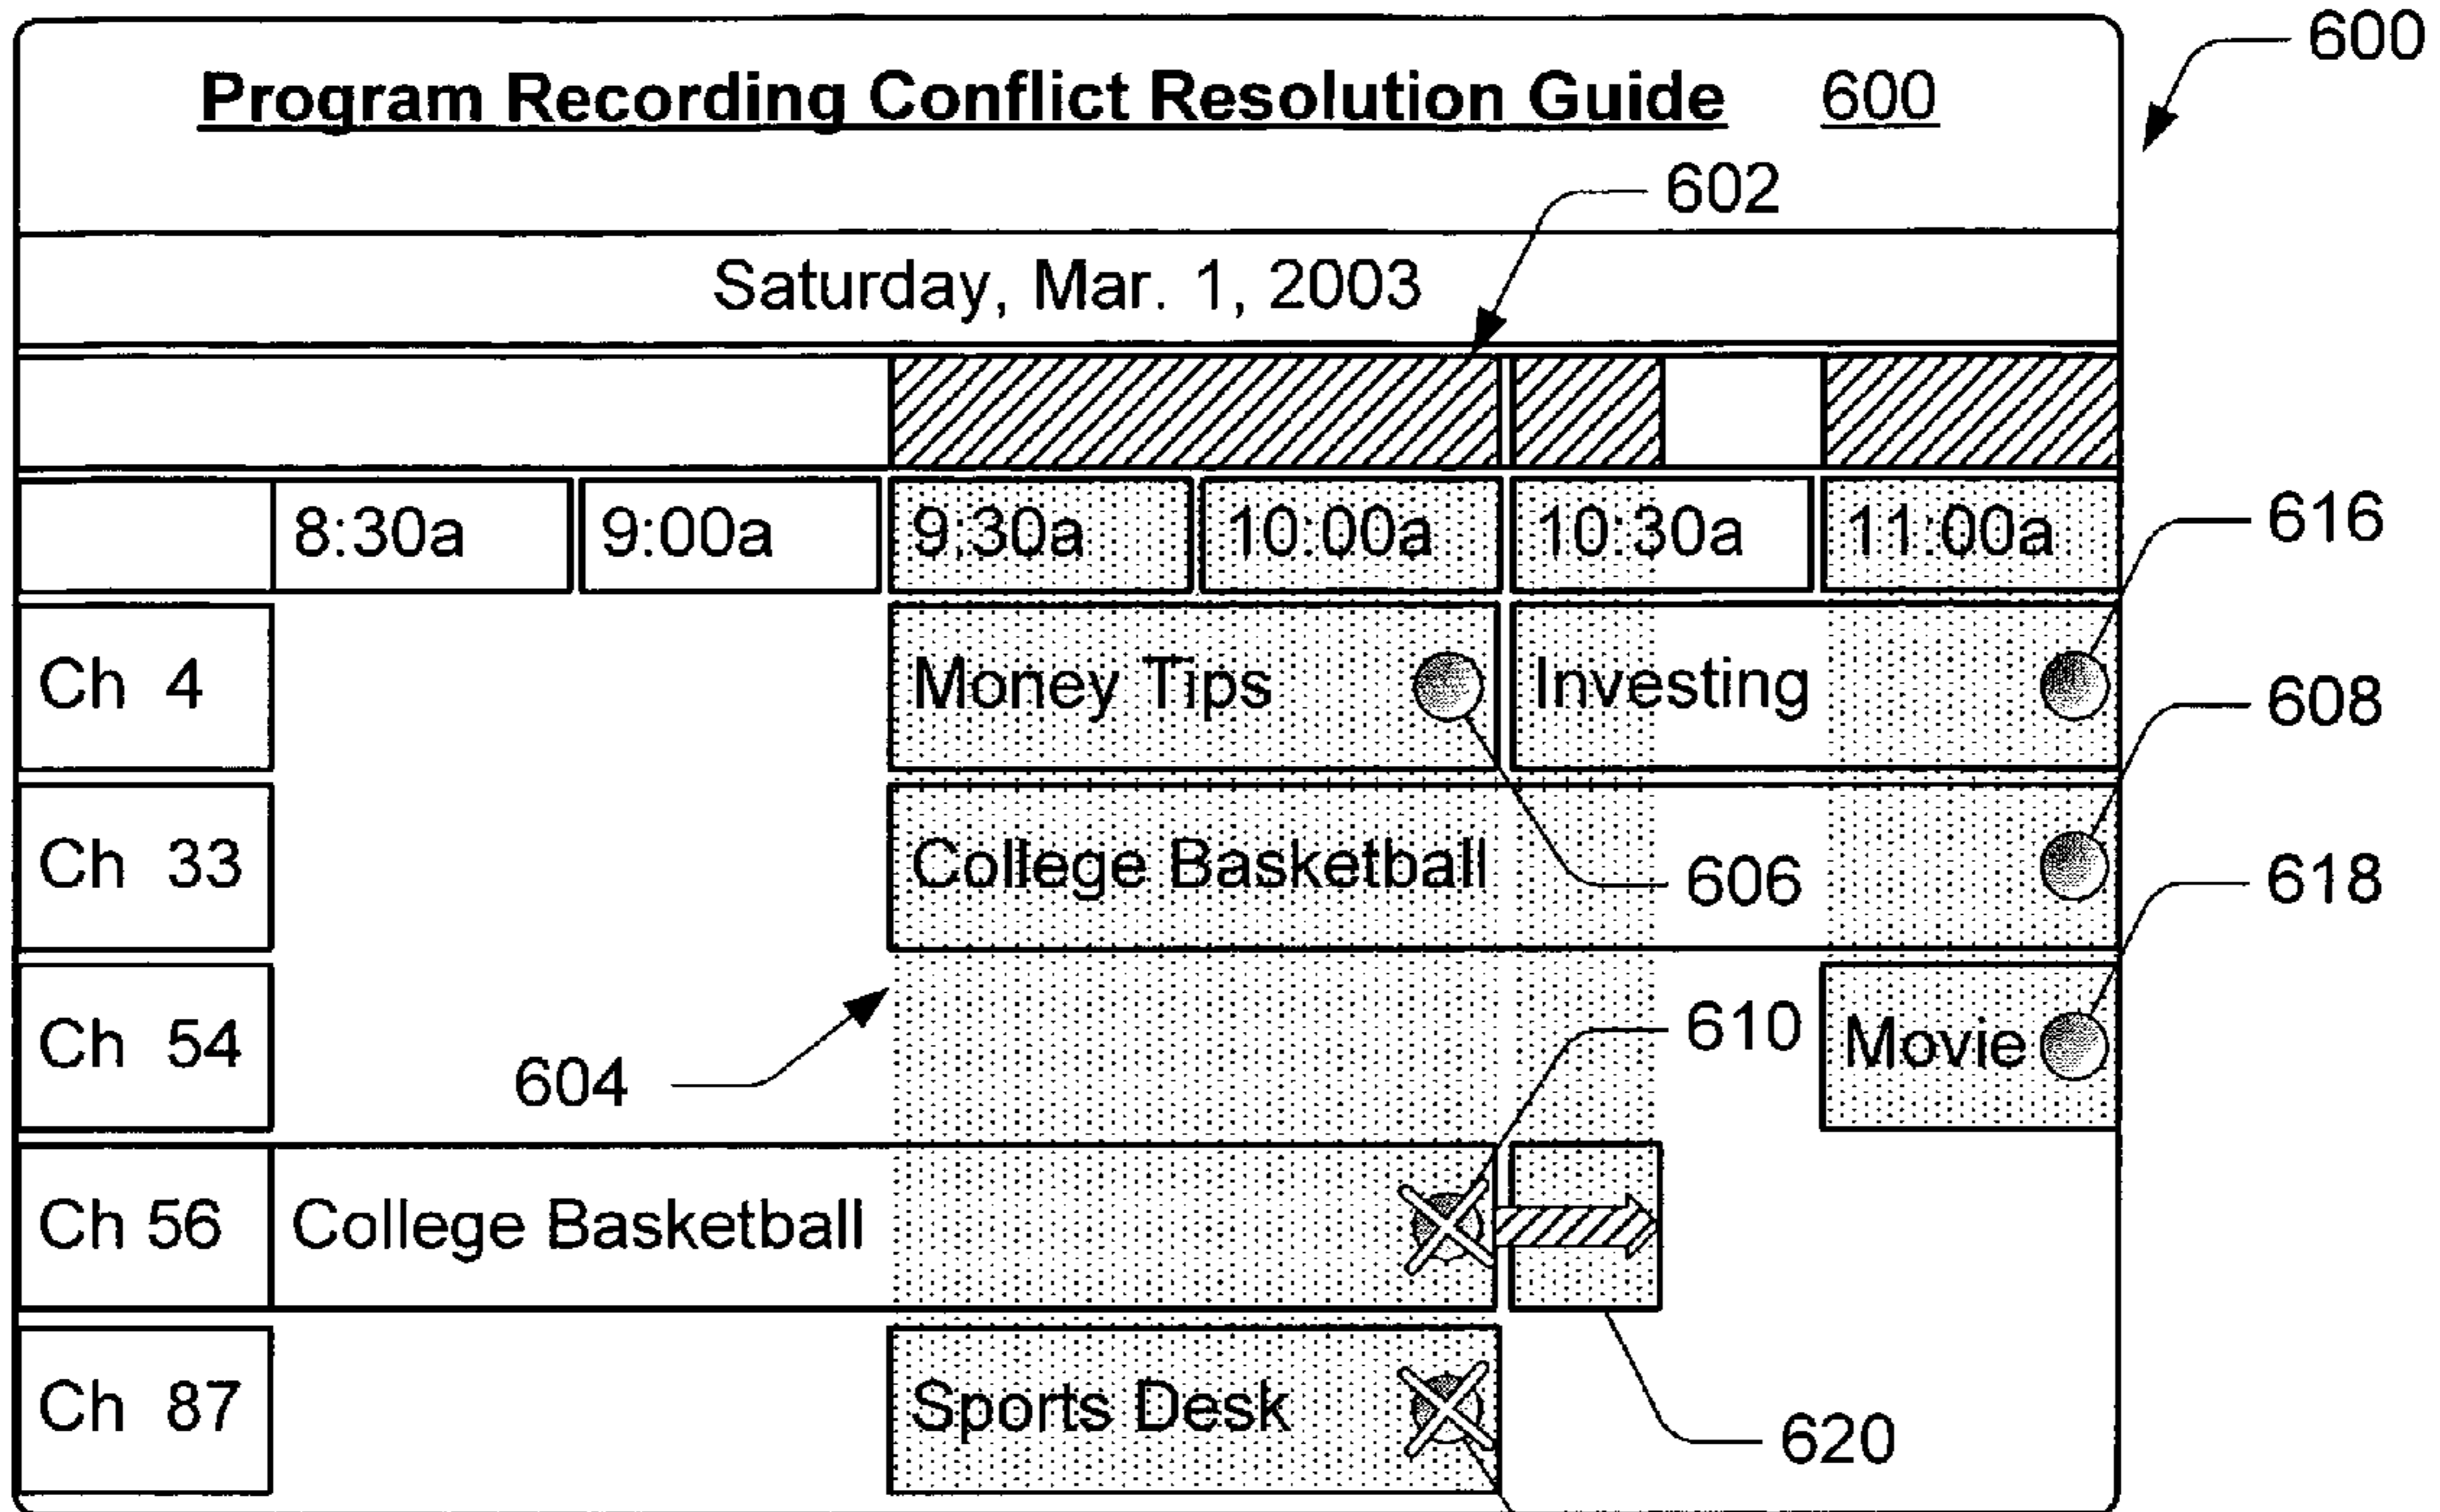 600
Program Recording Conflict Resolution Guide 600
602
Saturday, Mar. 1, 2003
8:30a 9:00a 9:30a 10:00a 10:30a 11:00a
616
Ch 4 Money Tips Investing
608
Ch 33 College Basketball
606
618
Ch 54 Movie
610
604
Ch 56 College Basketball
Ch 87 Sports Desk
620